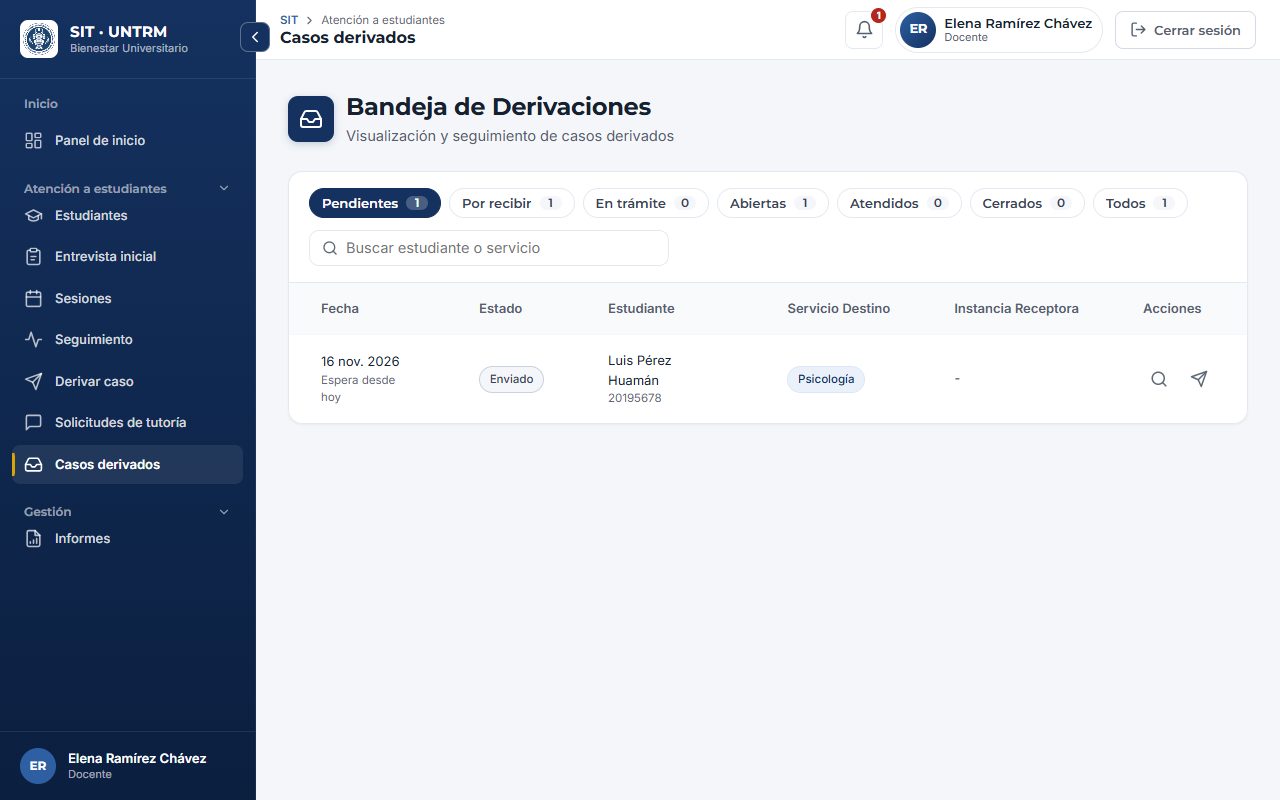 SIT · UNTRM
Bienestar Universitario
Inicio
Panel de inicio
Atención a estudiantes
Estudiantes
Entrevista inicial
Sesiones
Seguimiento
Derivar caso
Solicitudes de tutoría
Casos derivados
Gestión
Informes
ER
Elena Ramírez Chávez
Docente
SIT > Atención a estudiantes
Casos derivados
1
ER
Elena Ramírez Chávez
Docente
Cerrar sesión
Bandeja de Derivaciones
Visualización y seguimiento de casos derivados
Pendientes 1 Por recibir 1 En trámite 0 Abiertas 1 Atendidos 0 Cerrados 0 Todos 1
Buscar estudiante o servicio
Fecha Estado Estudiante Servicio Destino Instancia Receptora Acciones
16 nov. 2026
Espera desde
hoy
Enviado
Luis Pérez
Huamán
20195678
Psicología
-